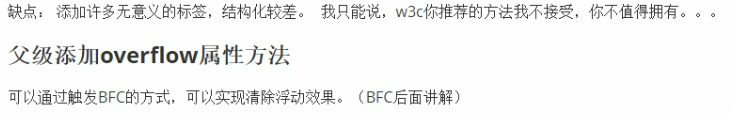 缺点： 添加许多无意义的标签，结构化较差。 我只能说，w3c你推荐的方法我不接受，你不值得拥有。。。
父级添加overflow属性方法
可以通过触发BFC的方式，可以实现清除浮动效果。（BFC后面讲解）